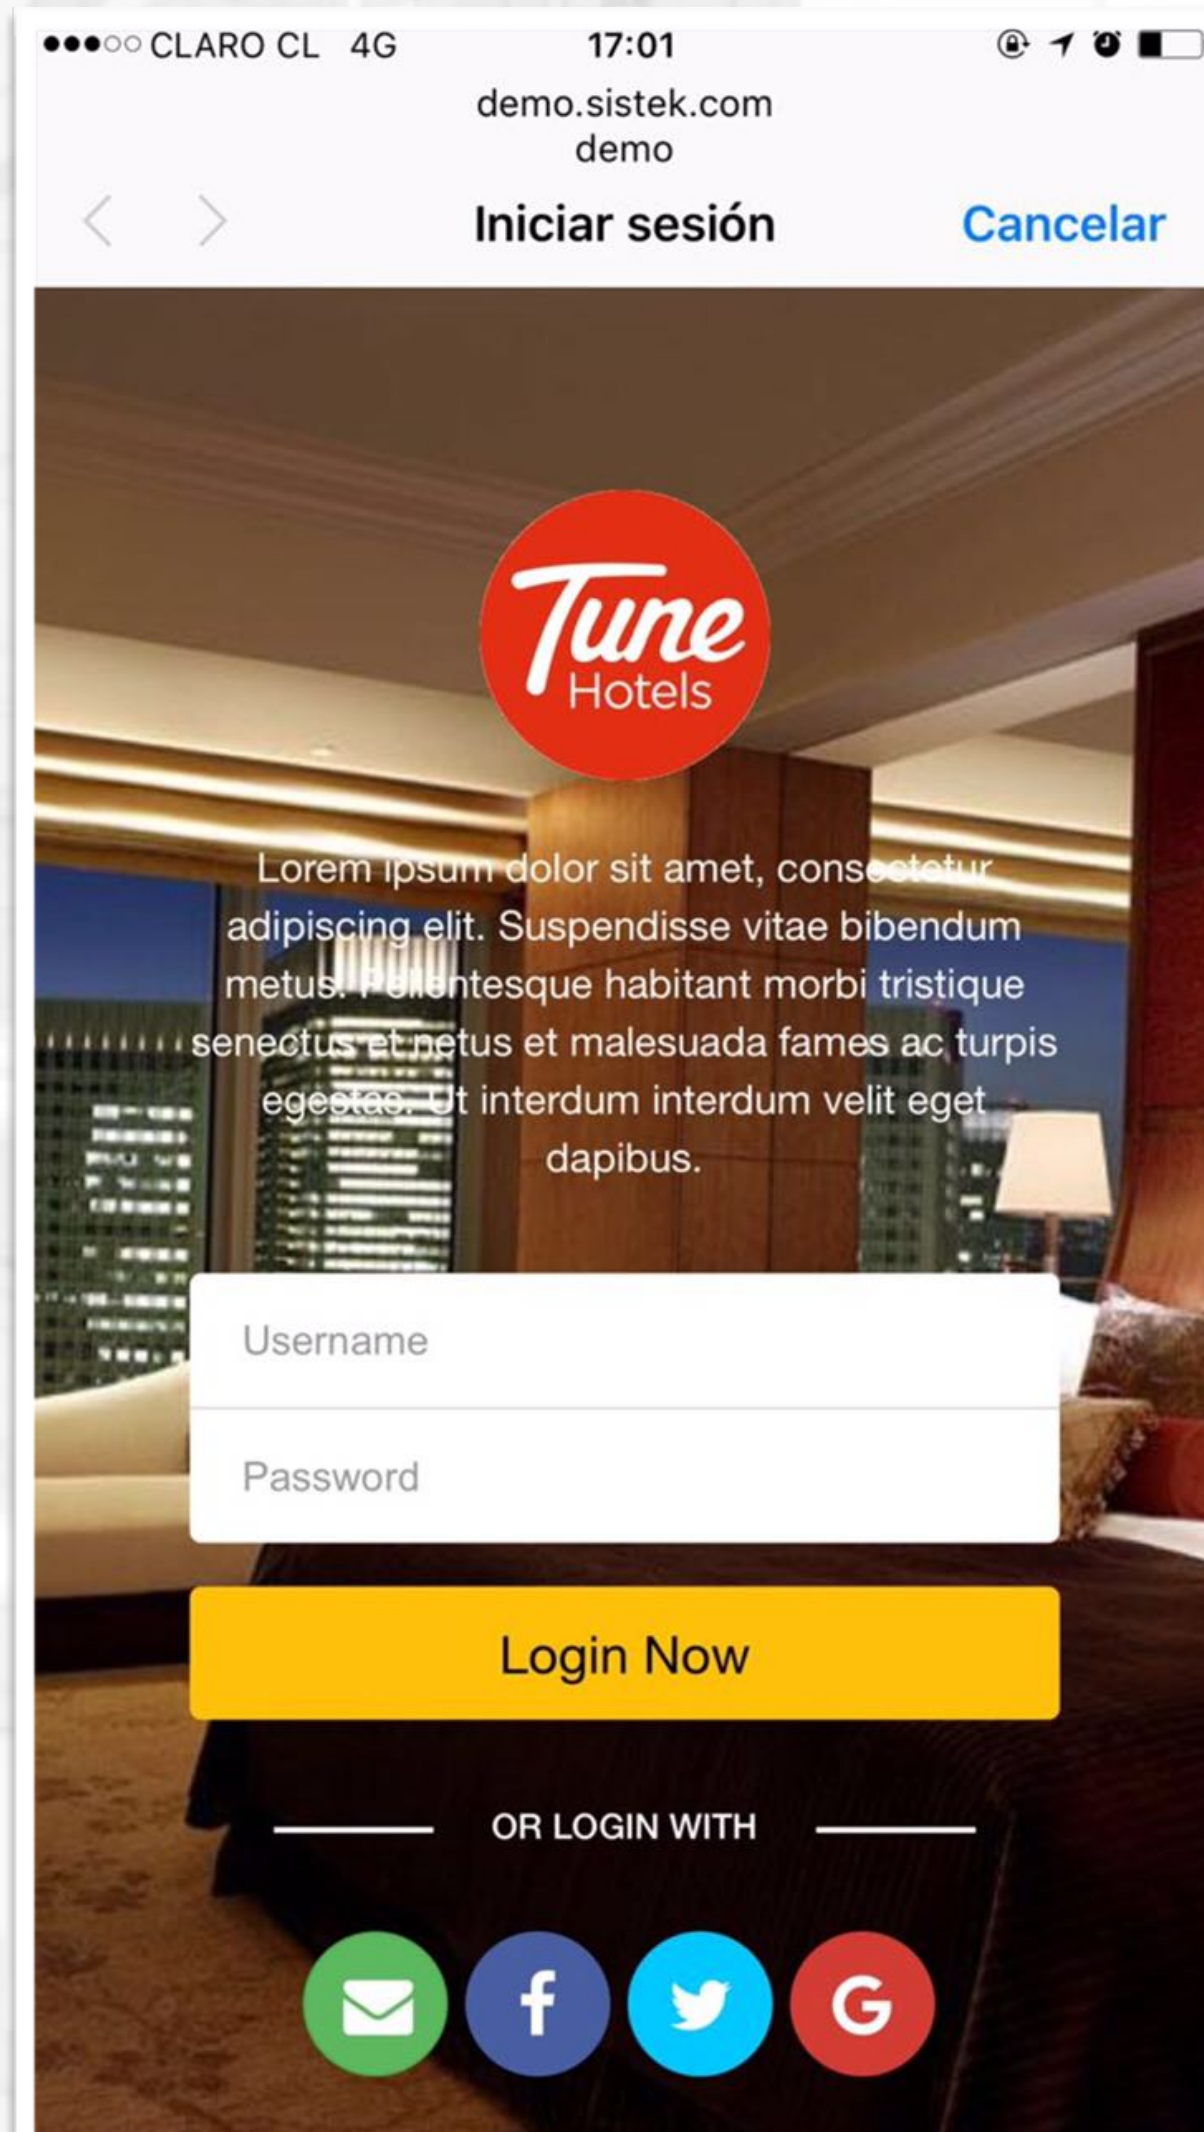 CLARO CL 4G 17:01
demo.sistek.com
demo
Iniciar sesión Cancelar
Tune
Hotels
Lorem ipsum dolor sit amet, consectetur
adipiscing elit. Suspendisse vitae bibendum
metus. Pellentesque habitant morbi tristique
senectus et netus et malesuada fames ac turpis
egestas. Ut interdum interdum velit eget
dapibus.
Username
Password
Login Now
OR LOGIN WITH
f G